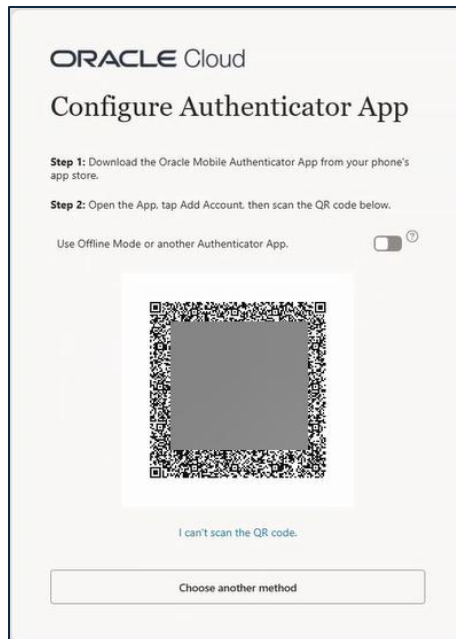 ORACLE Cloud
Configure Authenticator App
Step 1: Download the Oracle Mobile Authenticator App from your phone's
app store.
Step 2: Open the App, tap Add Account, then scan the QR code below.
Use Offline Mode or another Authenticator App.
?
I can't scan the QR code.
Choose another method